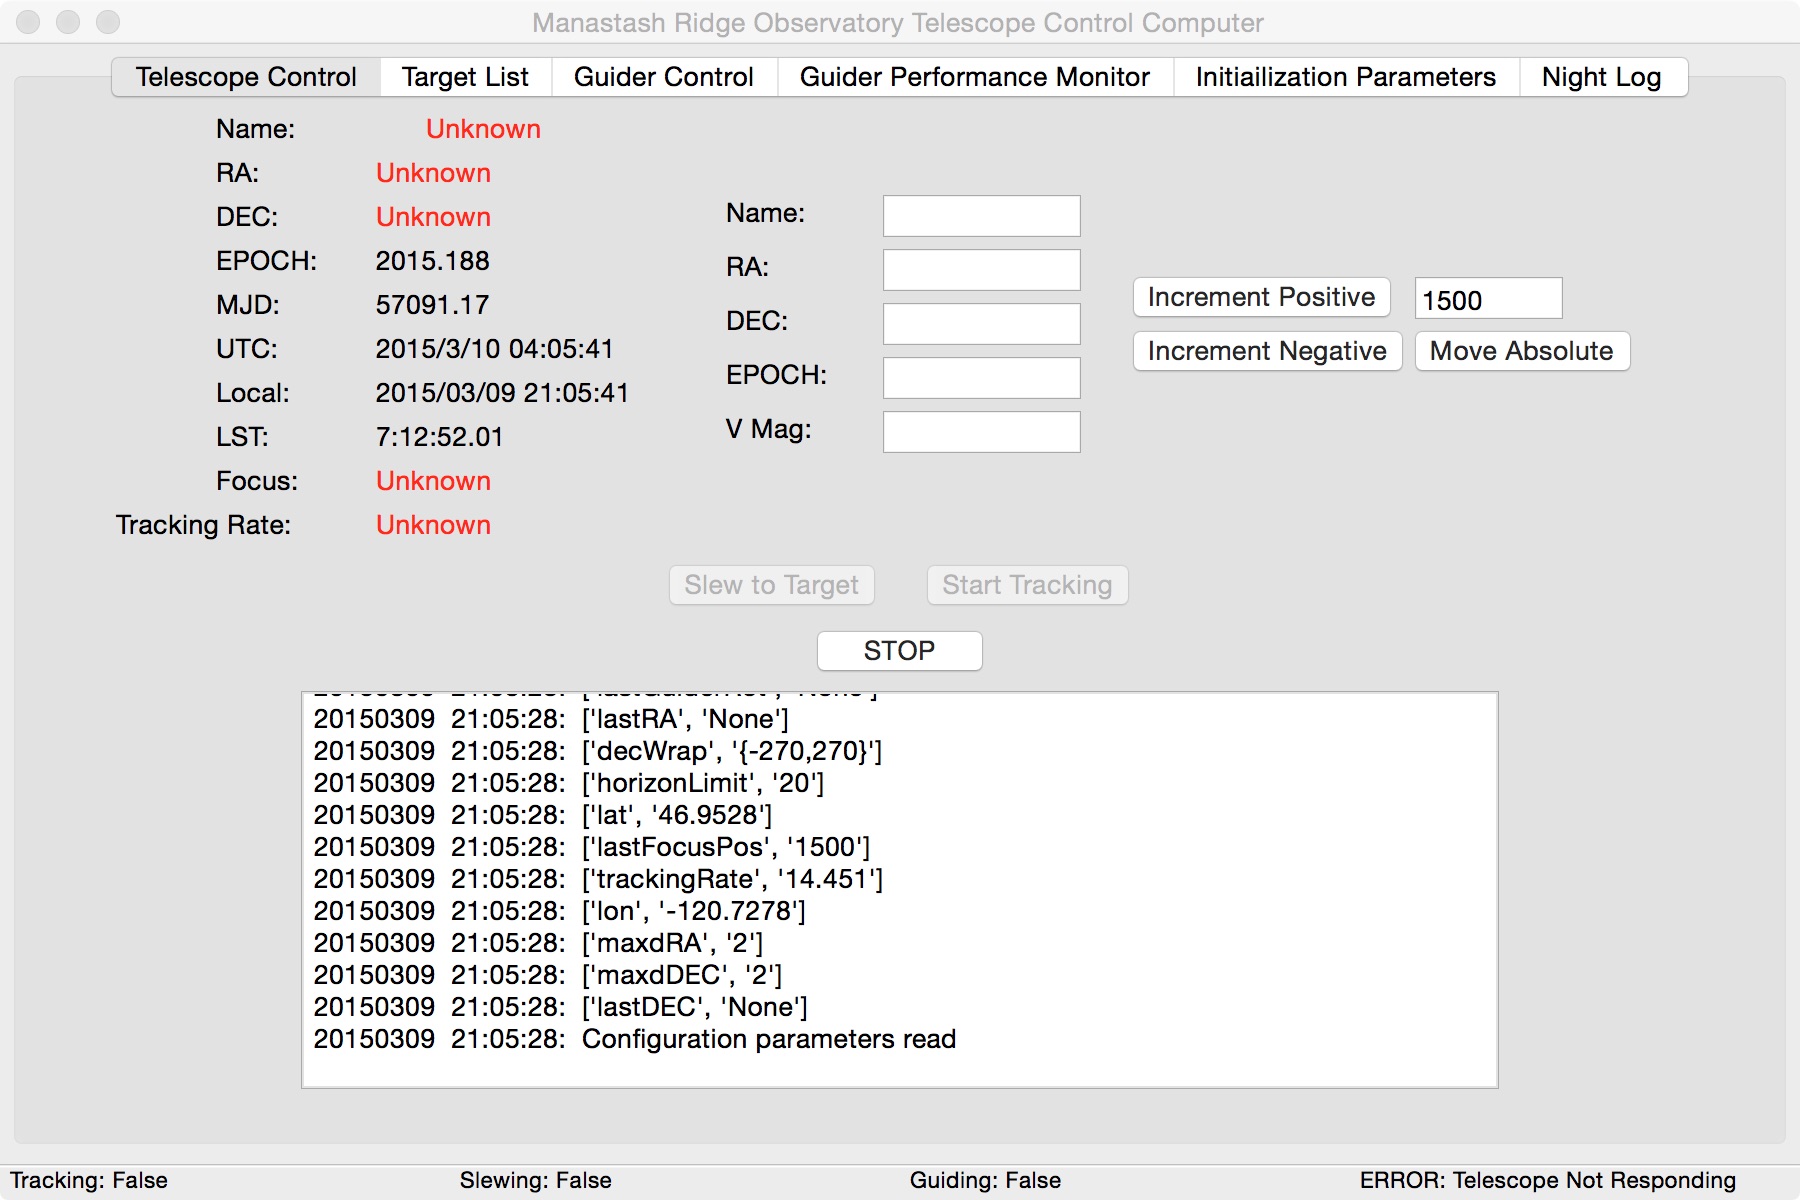 Manastash Ridge Observatory Telescope Control Computer
Telescope Control Target List Guider Control Guider Performance Monitor Initiailization Parameters Night Log
Name: Unknown
RA: Unknown
DEC: Unknown
EPOCH: 2015.188
MJD: 57091.17
UTC: 2015/3/10 04:05:41
Local: 2015/03/09 21:05:41
LST: 7:12:52.01
Focus: Unknown
Tracking Rate: Unknown
Name:
RA:
DEC:
EPOCH:
V Mag:
Increment Positive 1500
Increment Negative Move Absolute
Slew to Target Start Tracking
STOP
20150309 21:05:28: ['lastRA', 'None']
20150309 21:05:28: ['decWrap', '{-270,270}']
20150309 21:05:28: ['horizonLimit', '20']
20150309 21:05:28: ['lat', '46.9528']
20150309 21:05:28: ['lastFocusPos', '1500']
20150309 21:05:28: ['trackingRate', '14.451']
20150309 21:05:28: ['lon', '-120.7278']
20150309 21:05:28: ['maxdRA', '2']
20150309 21:05:28: ['maxdDEC', '2']
20150309 21:05:28: ['lastDEC', 'None']
20150309 21:05:28: Configuration parameters read
Tracking: False Slewing: False Guiding: False ERROR: Telescope Not Responding